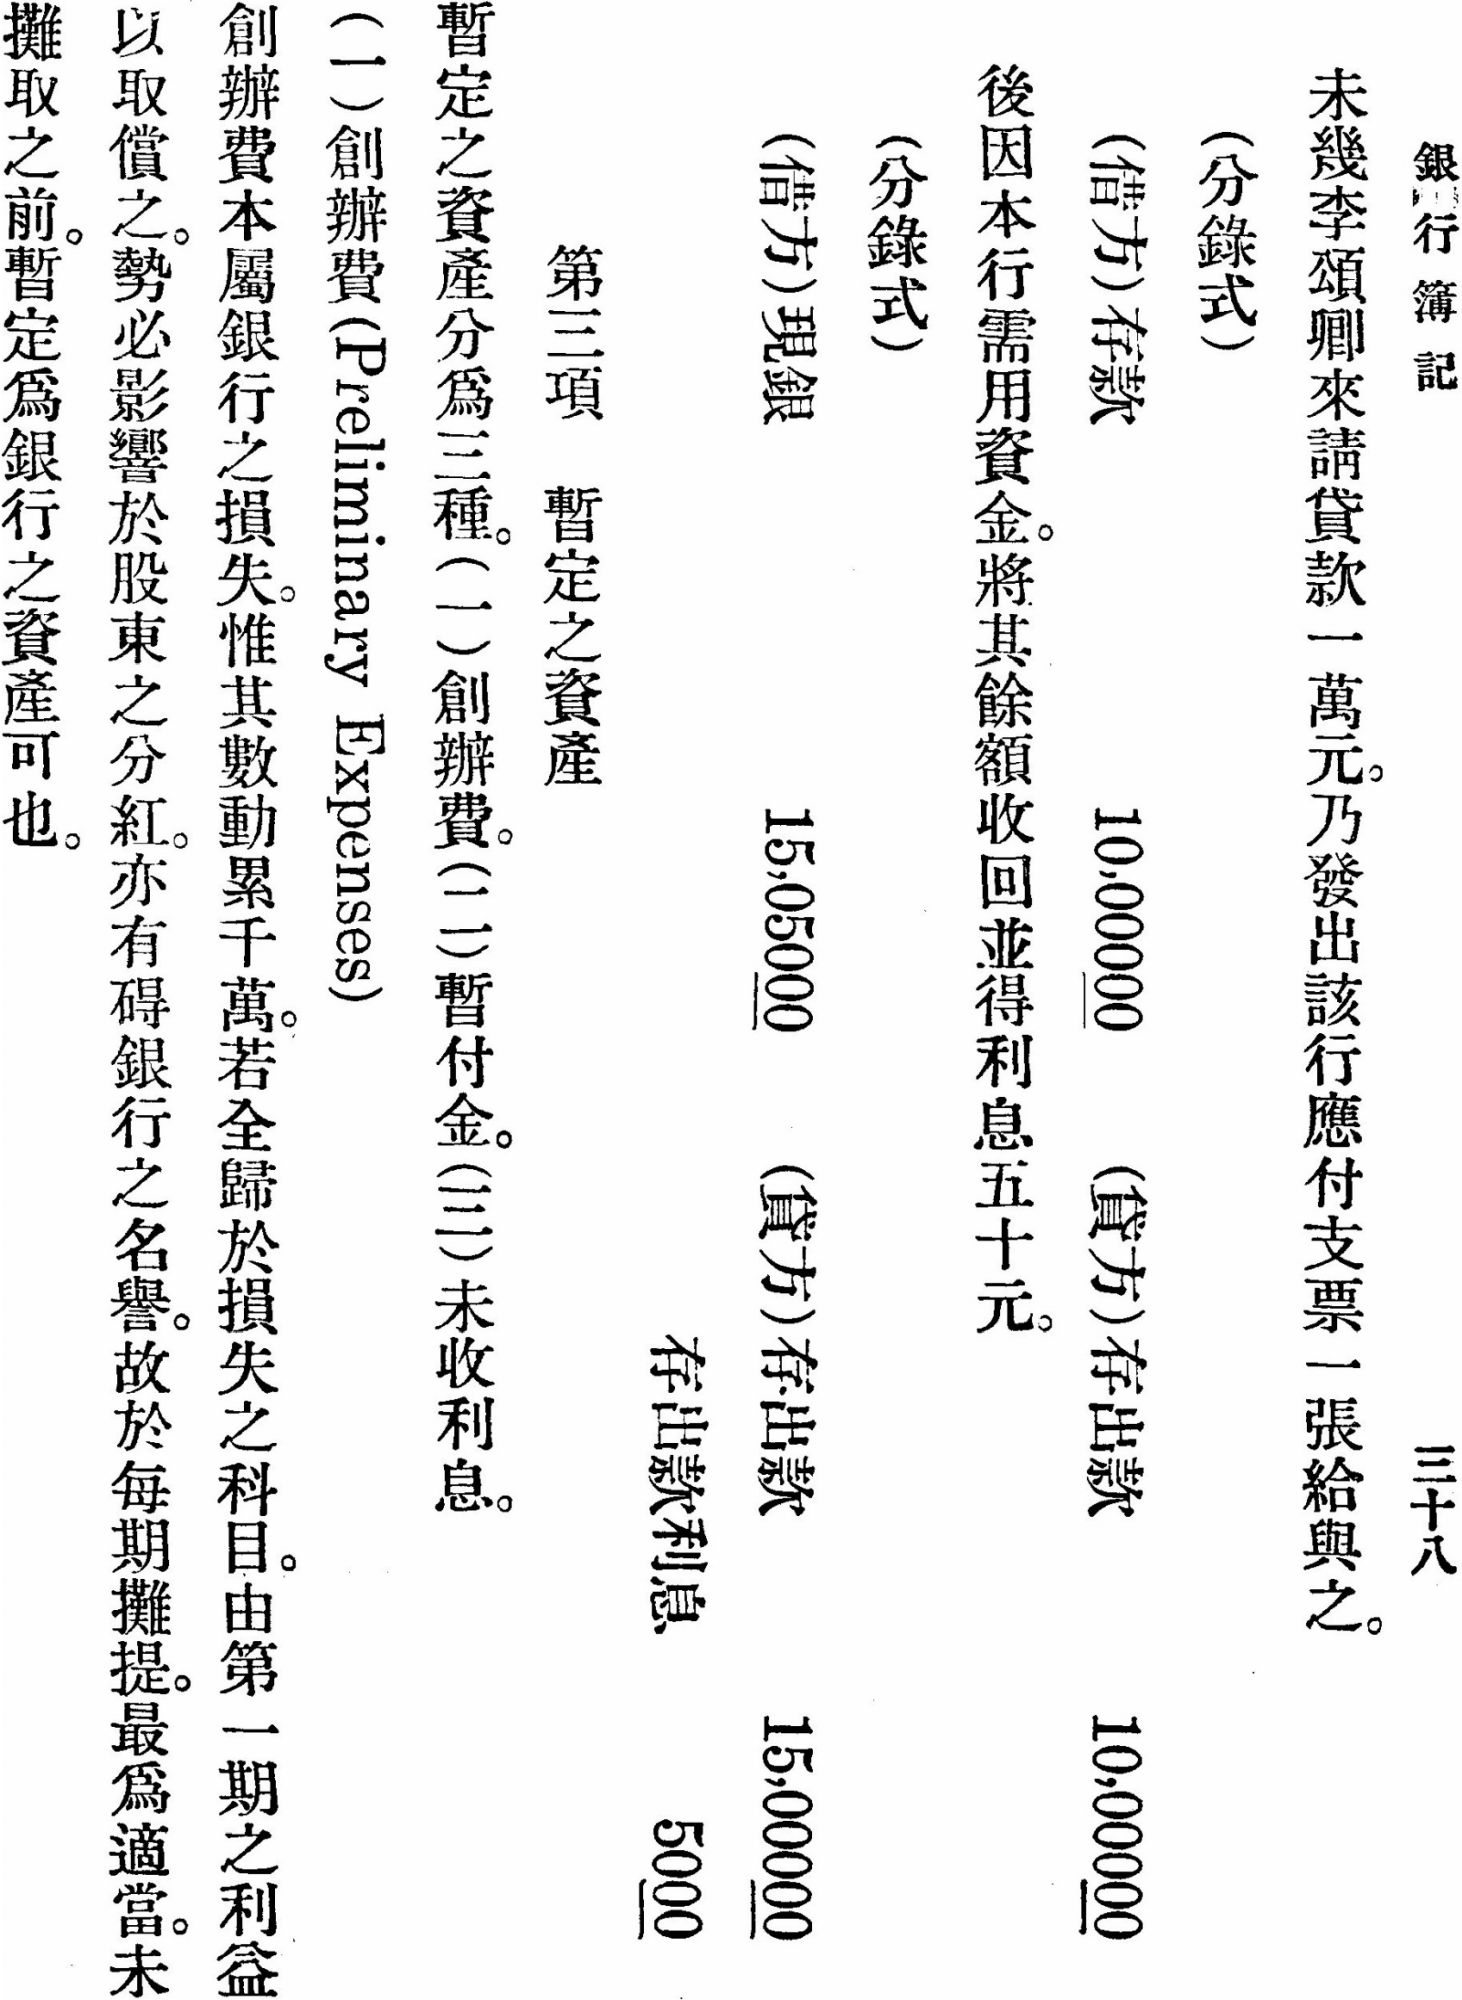 銀行簿記 三十八
未幾李頌卿來請貸款一萬元。乃發出該行應付支票一張給與之。
(分錄式)
(借方)存款 10,00000 (貸方)存出款 10,00000
後因本行需用資金。將其餘額收回並得利息五十元。
(分錄式)
(借方)現銀 15,05000 (貸方)存出款 15,00000
存出款利息 5000
第三項 暫定之資產
暫定之資產分爲三種。(一)創辦費。(二)暫付金。(三)未收利息。
(一)創辦費(Preliminary Expenses)
創辦費本屬銀行之損失。惟其數動累千萬。若全歸於損失之科目。由第一期之利益
以取償之。勢必影響於股東之分紅。亦有碍銀行之名譽。故於每期攤提。最爲適當。未
攤取之前。暫定爲銀行之資產可也。